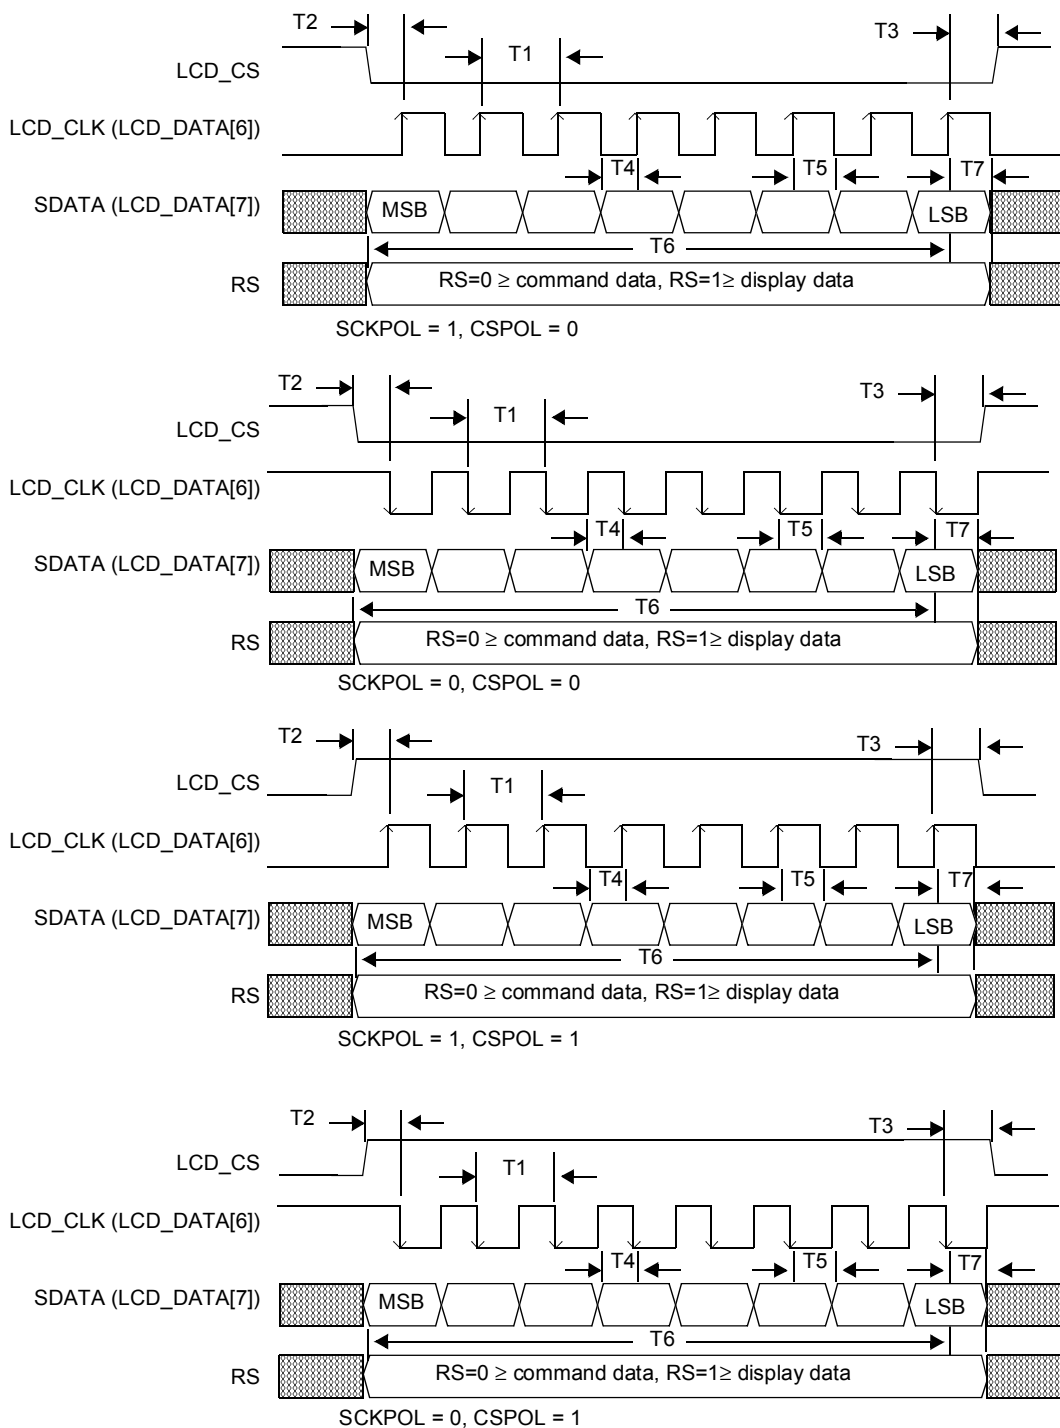 T2
T3
T1
LCD_CS
LCD_CLK (LCD_DATA[6])
T4
T5
T7
SDATA (LCD_DATA[7])
MSB
LSB
T6
RS
RS=0 ≥ command data, RS=1≥ display data
SCKPOL = 1, CSPOL = 0
T2
T3
T1
LCD_CS
LCD_CLK (LCD_DATA[6])
T4
T5
T7
SDATA (LCD_DATA[7])
MSB
LSB
T6
RS
RS=0 ≥ command data, RS=1≥ display data
SCKPOL = 0, CSPOL = 0
T2
T3
T1
LCD_CS
LCD_CLK (LCD_DATA[6])
T4
T5
T7
SDATA (LCD_DATA[7])
MSB
LSB
T6
RS
RS=0 ≥ command data, RS=1≥ display data
SCKPOL = 1, CSPOL = 1
T2
T3
T1
LCD_CS
LCD_CLK (LCD_DATA[6])
T4
T5
T7
SDATA (LCD_DATA[7])
MSB
LSB
T6
RS
RS=0 ≥ command data, RS=1≥ display data
SCKPOL = 0, CSPOL = 1